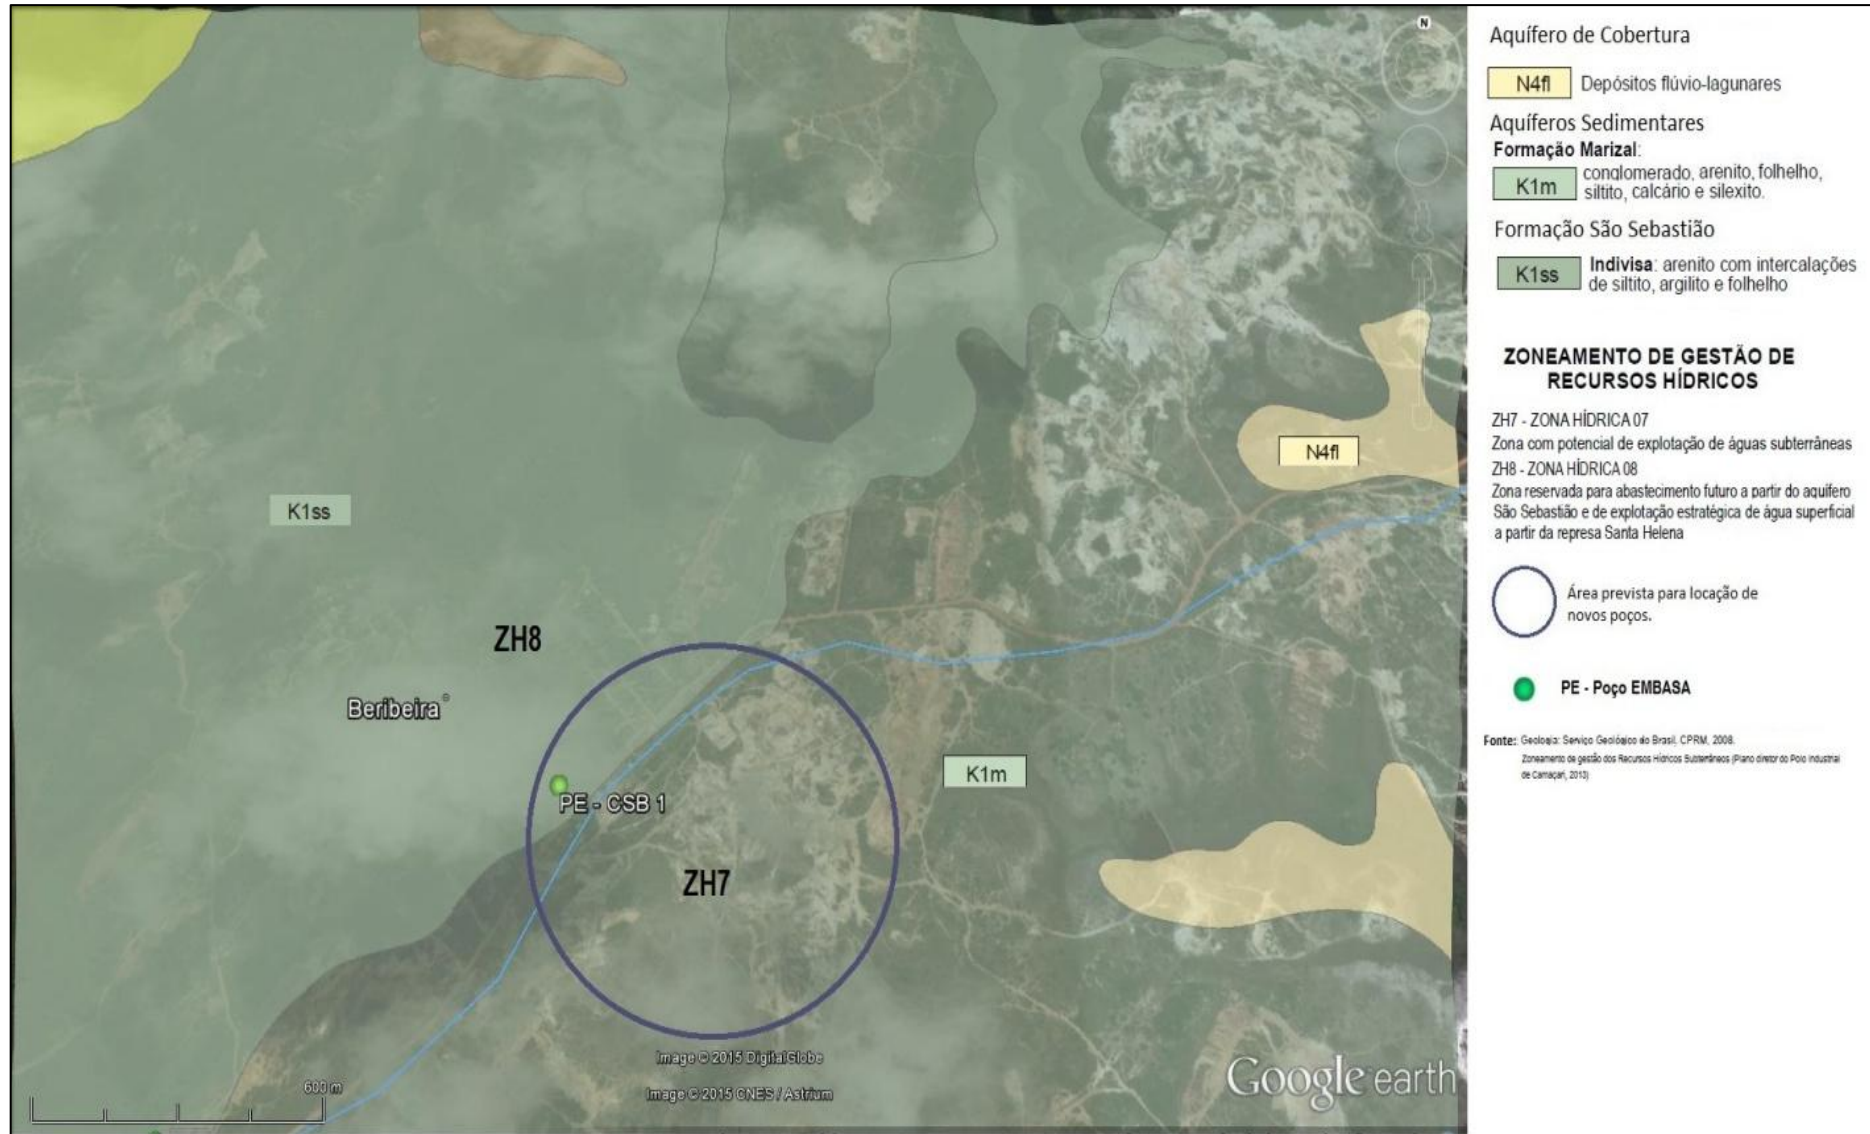 N
K1ss
N4fl
ZH8
Beribeira
K1m
PE - CSB 1
ZH7
Image © 2015 DigitalGlobe
Image © 2015 CNES / Astrium
600 m
Google earth
Aquífero de Cobertura
N4fl Depósitos flúvio-lagunares
Aquíferos Sedimentares
Formação Marizal:
K1m conglomerado, arenito, folhelho,
siltito, calcário e silexito.
Formação São Sebastião
K1ss Indivisa: arenito com intercalações
de siltito, argilito e folhelho
ZONEAMENTO DE GESTÃO DE
RECURSOS HÍDRICOS
ZH7 - ZONA HÍDRICA 07
Zona com potencial de explotação de águas subterrâneas
ZH8 - ZONA HÍDRICA 08
Zona reservada para abastecimento futuro a partir do aquífero
São Sebastião e de explotação estratégica de água superficial
a partir da represa Santa Helena
Área prevista para locação de
novos poços.
PE - Poço EMBASA
Fonte: Geologia: Serviço Geológico do Brasil, CPRM, 2008.
Zoneamento de gestão dos Recursos Hídricos Subterrâneos (Plano diretor do Polo Industrial
de Camaçari, 2013)